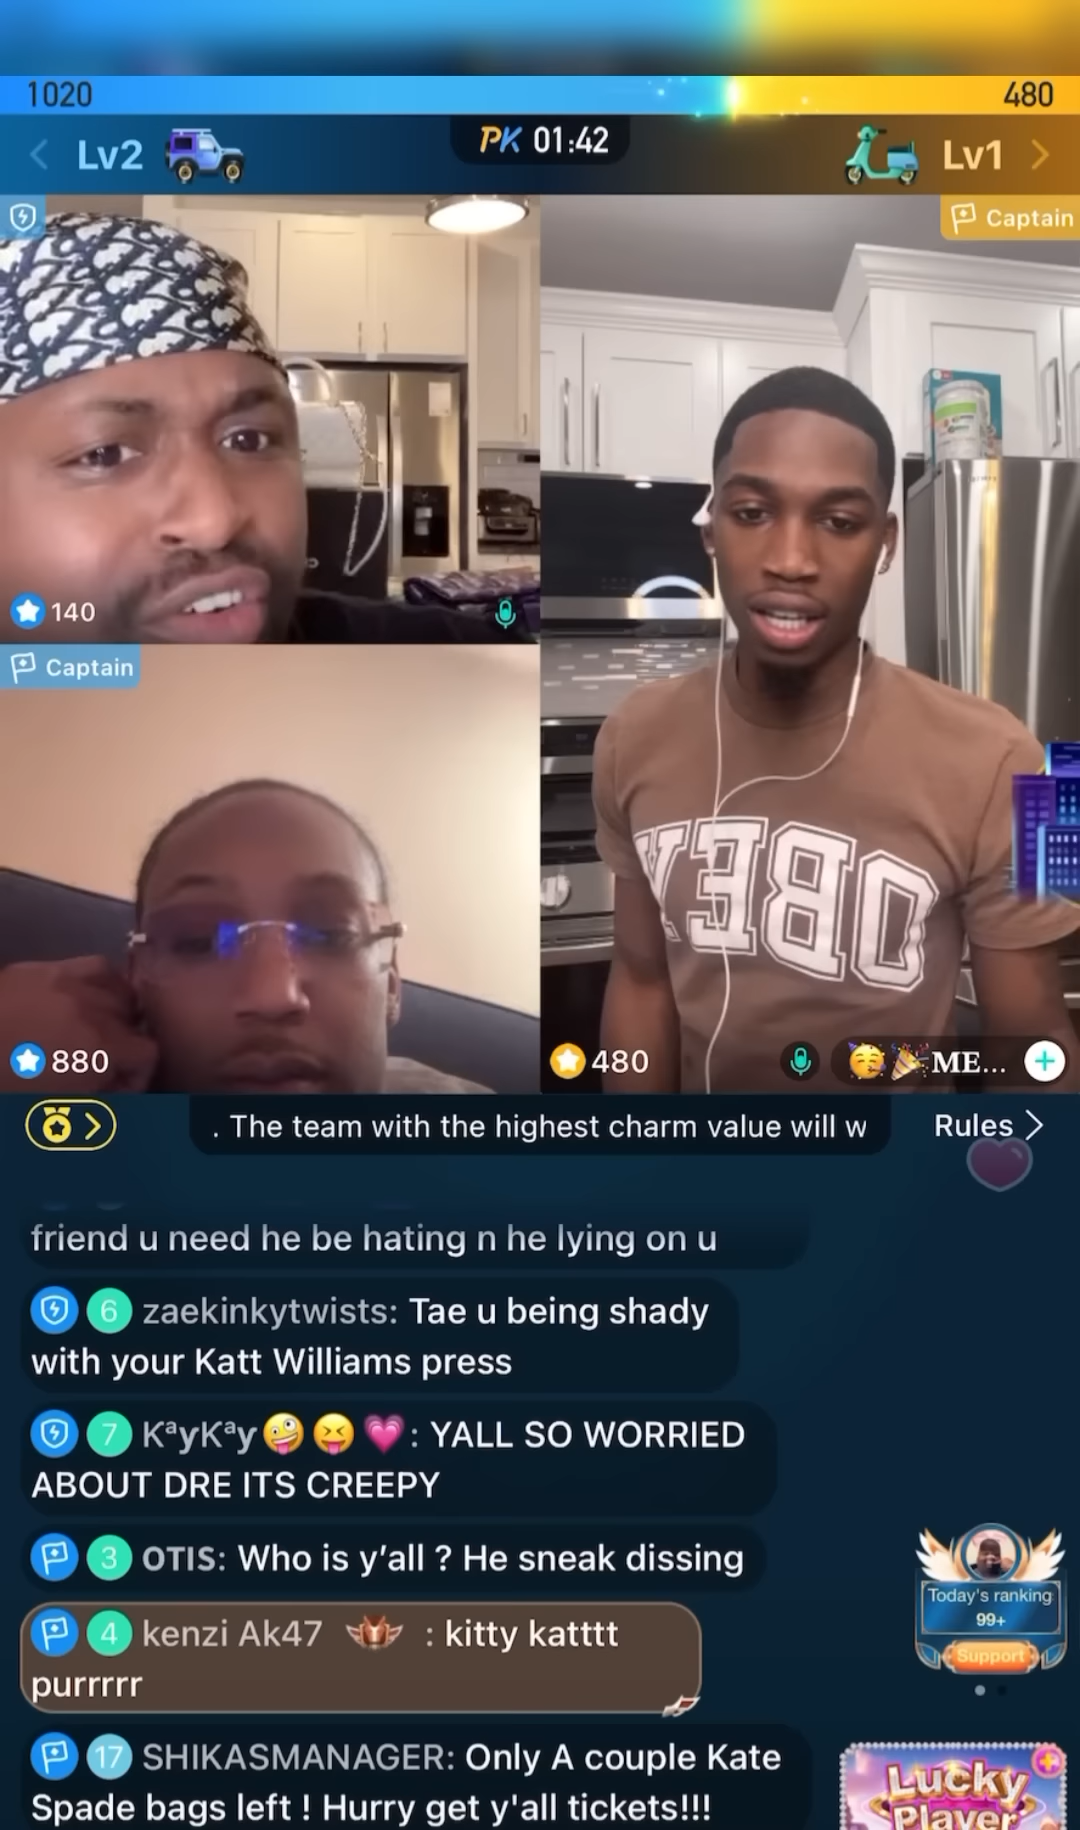 1020
480
Lv2
PK 01:42
Lv1
Captain
140
Captain
OBEY
880
480
ME...
. The team with the highest charm value will w
Rules
friend u need he be hating n he lying on u
6 zaekinkytwists: Tae u being shady
with your Katt Williams press
7 KᵃyKᵃy🤪😝💗: YALL SO WORRIED
ABOUT DRE ITS CREEPY
3 OTIS: Who is y’all ? He sneak dissing
4 kenzi Ak47 : kitty katttt
purrrrr
Today's ranking
99+
Support
17 SHIKASMANAGER: Only A couple Kate
Spade bags left ! Hurry get y'all tickets!!!
Lucky
Player